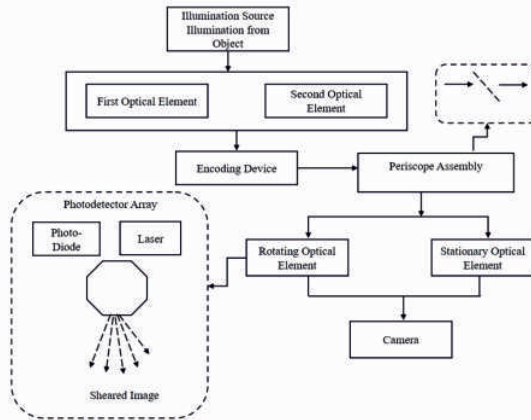 Illumination Source
Illumination from
Object
First Optical Element
Second Optical
Element
Encoding Device
Periscope Assembly
Photodetector Array
Photo-
Diode
Laser
Rotating Optical
Element
Stationary Optical
Element
Camera
Sheared Image